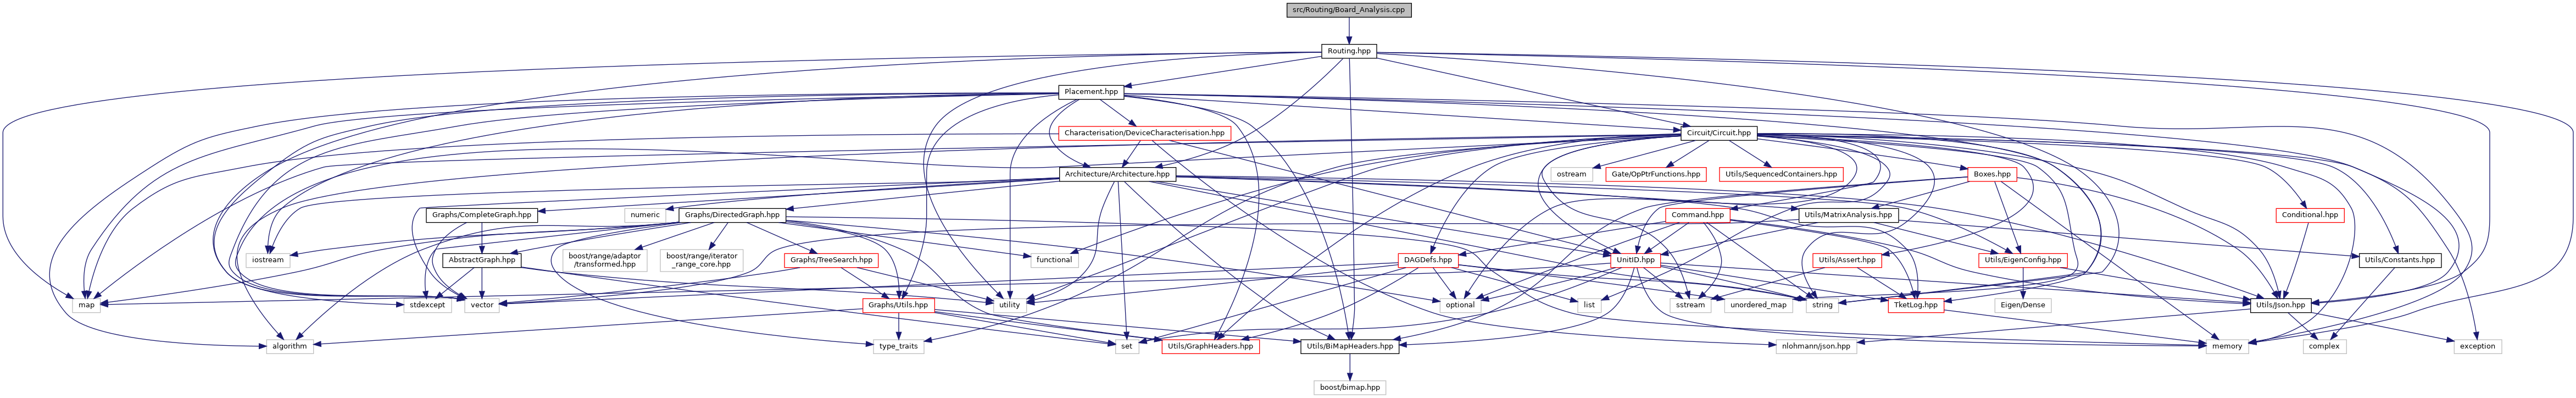 src/Routing/Board_Analysis.cpp
Routing.hpp
Placement.hpp
Characterisation/DeviceCharacterisation.hpp
Circuit/Circuit.hpp
Architecture/Architecture.hpp
ostream
Gate/OpPtrFunctions.hpp
Utils/SequencedContainers.hpp
Boxes.hpp
Graphs/CompleteGraph.hpp
numeric
Graphs/DirectedGraph.hpp
Command.hpp
Utils/MatrixAnalysis.hpp
Conditional.hpp
iostream
AbstractGraph.hpp
boost/range/adaptor
/transformed.hpp
boost/range/iterator
_range_core.hpp
Graphs/TreeSearch.hpp
functional
DAGDefs.hpp
UnitID.hpp
Utils/Assert.hpp
Utils/EigenConfig.hpp
Utils/Constants.hpp
map
stdexcept
vector
Graphs/Utils.hpp
utility
optional
list
sstream
unordered_map
string
TketLog.hpp
Eigen/Dense
Utils/Json.hpp
algorithm
type_traits
set
Utils/GraphHeaders.hpp
Utils/BiMapHeaders.hpp
nlohmann/json.hpp
memory
complex
exception
boost/bimap.hpp